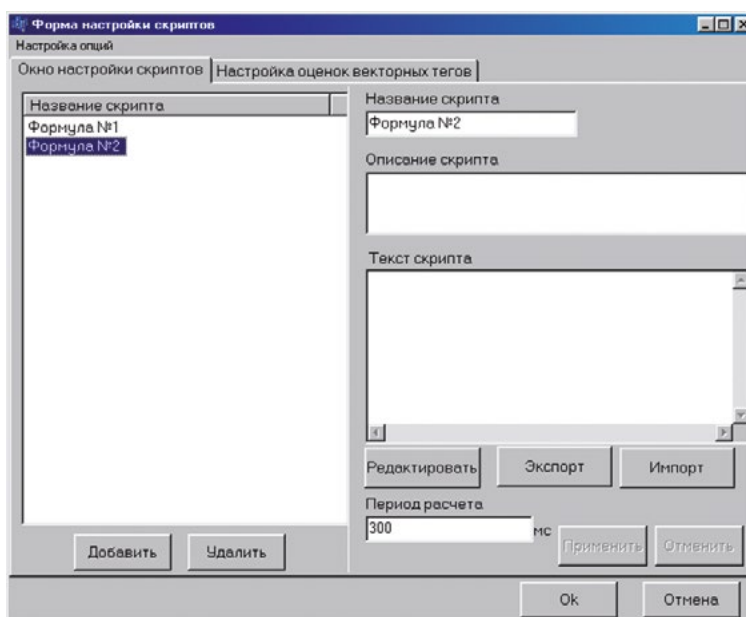 Форма настройки скриптов
Настройка опций
Окно настройки скриптов
Настройка оценок векторных тегов
Название скрипта
Формула №1
Формула №2
Название скрипта
Формула №2
Описание скрипта
Текст скрипта
Редактировать
Экспорт
Импорт
Период расчета
300
мс
Применить
Отменить
Добавить
Удалить
Ok
Отмена